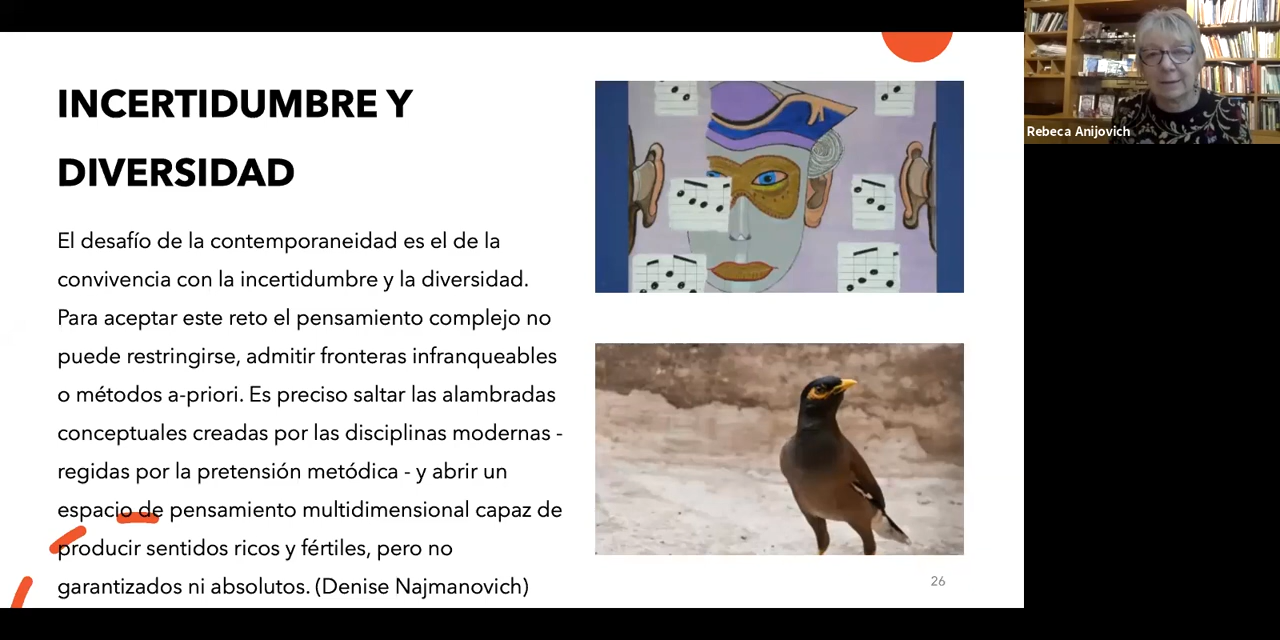 INCERTIDUMBRE Y
DIVERSIDAD
El desafío de la contemporaneidad es el de la
convivencia con la incertidumbre y la diversidad.
Para aceptar este reto el pensamiento complejo no
puede restringirse, admitir fronteras infranqueables
o métodos a-priori. Es preciso saltar las alambradas
conceptuales creadas por las disciplinas modernas -
regidas por la pretensión metódica - y abrir un
espacio de pensamiento multidimensional capaz de
producir sentidos ricos y fértiles, pero no
garantizados ni absolutos. (Denise Najmanovich)
26
Rebeca Anijovich